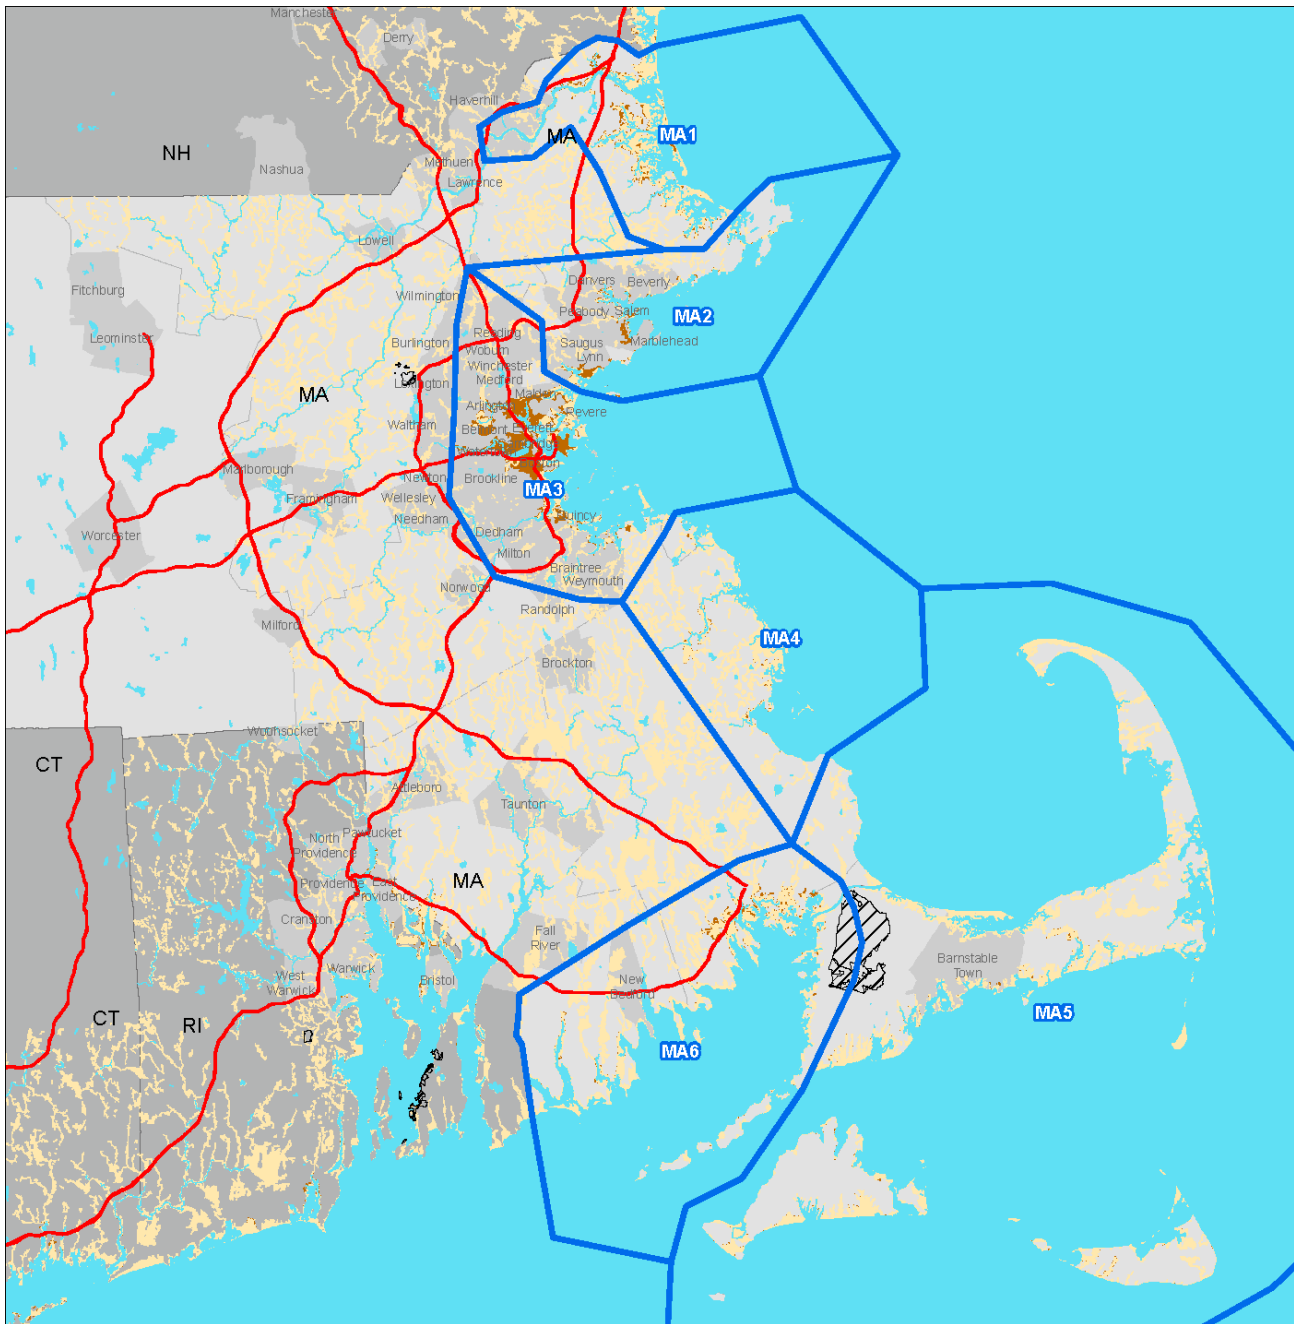 Manchester
Derry
Haverhill
MA1
MA
NH
Nashua
Methuen
Lawrence
Lowell
Fitchburg
Wilmington
Danvers
Beverly
Peabody
Salem
MA2
Leominster
Burlington
Reading
Woburn
Saugus
Lynn
Marblehead
Winchester
Medford
Lexington
MA
Malden
Arlington
Revere
Waltham
Belmont
Everett
Marlborough
Newton
Brookline
MA3
Framingham
Wellesley
Needham
Quincy
Worcester
Dedham
Milton
Braintree
Weymouth
Norwood
Randolph
Milford
MA4
Brockton
Woonsocket
CT
Attleboro
Taunton
Pawtucket
North
Providence
MA
Providence
East
Providence
Cranston
Fall
River
Barnstable
Town
West
Warwick
Warwick
Bristol
New
Bedford
MA5
CT
RI
MA6